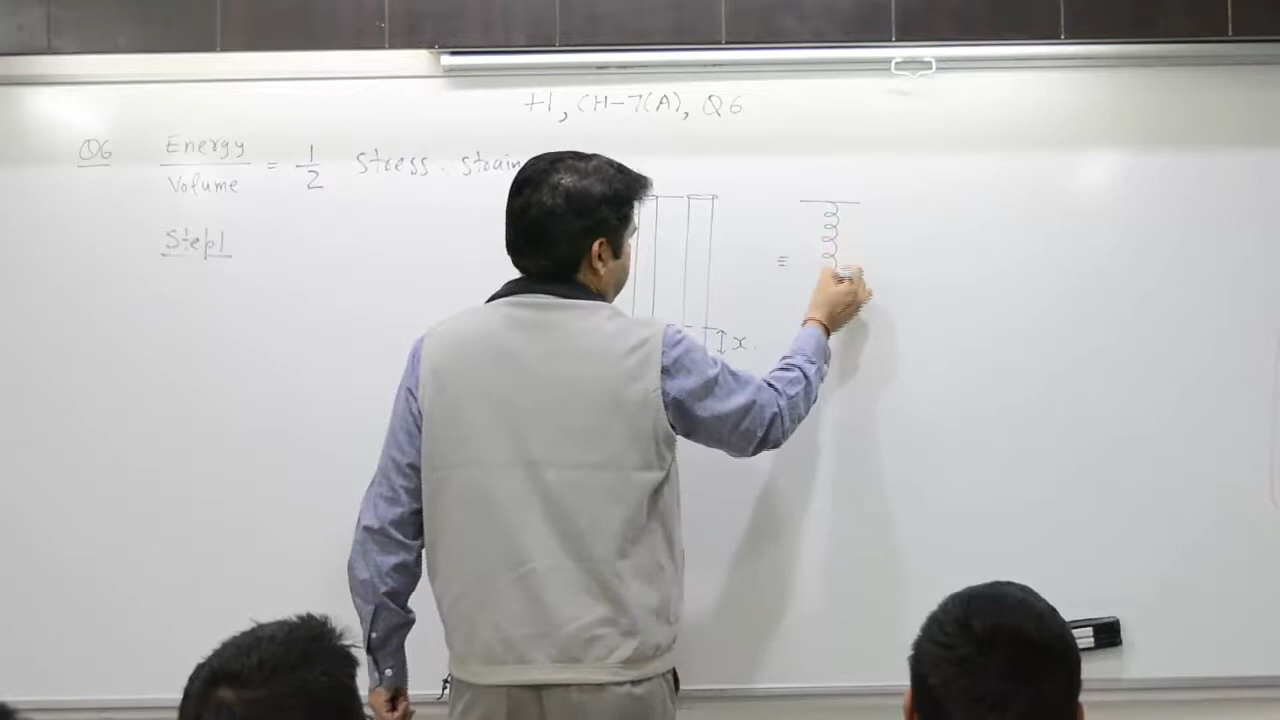 +1, CH-7(A), Q6
Q6 Energy/Volume = 1/2 Stress . Strain
Step1
x
=